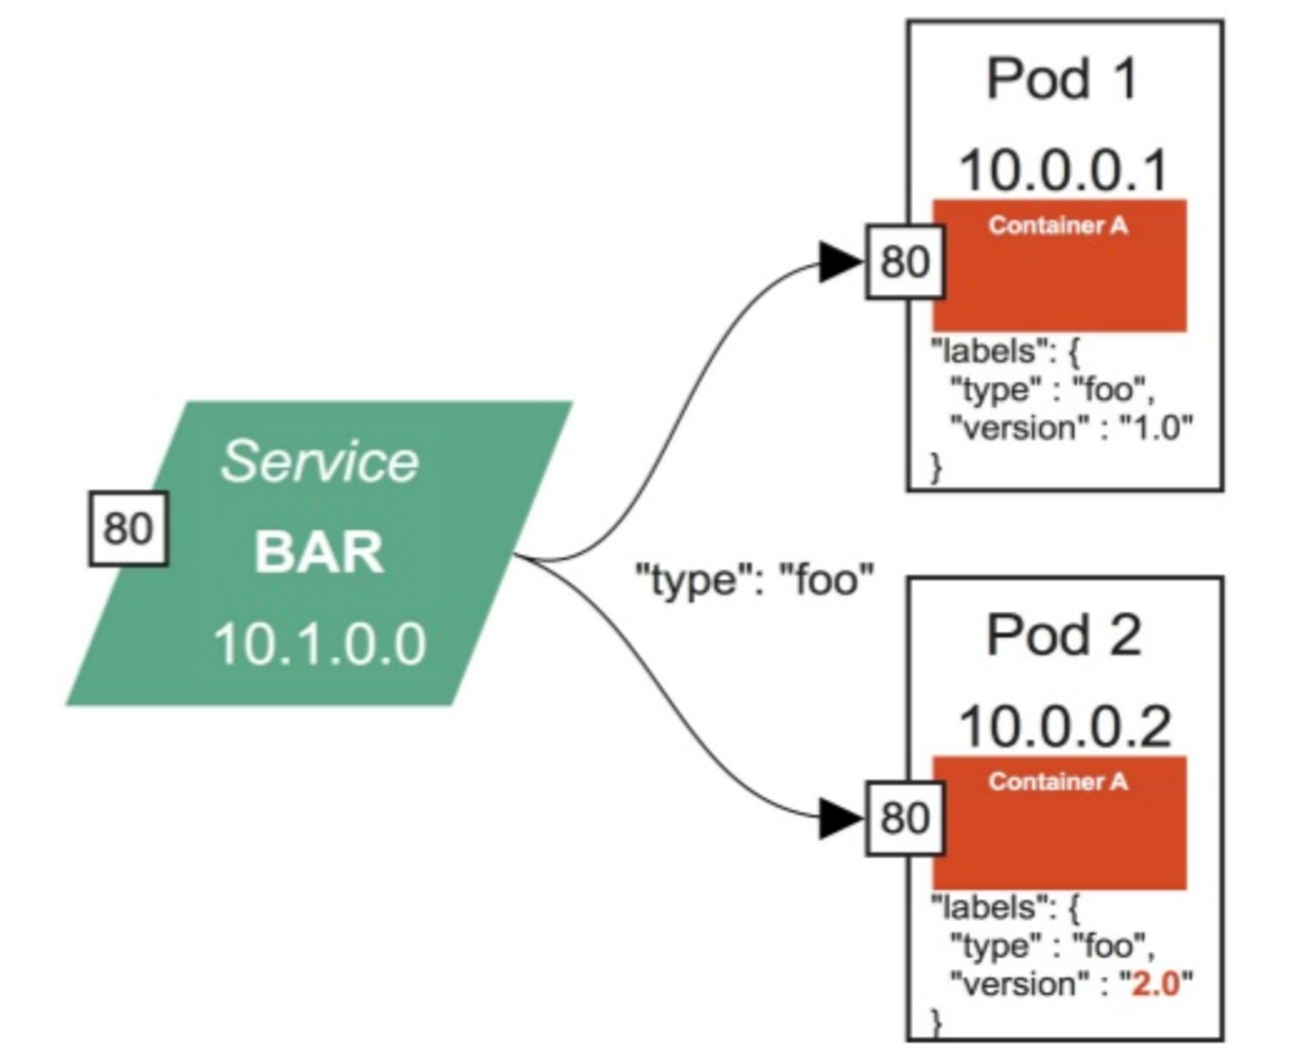 80
Service
BAR
10.1.0.0
"type": "foo"
Pod 1
10.0.0.1
Container A
80
"labels": {
"type" : "foo",
"version" : "1.0"
}
Pod 2
10.0.0.2
Container A
80
"labels": {
"type" : "foo",
"version" : "2.0"
}